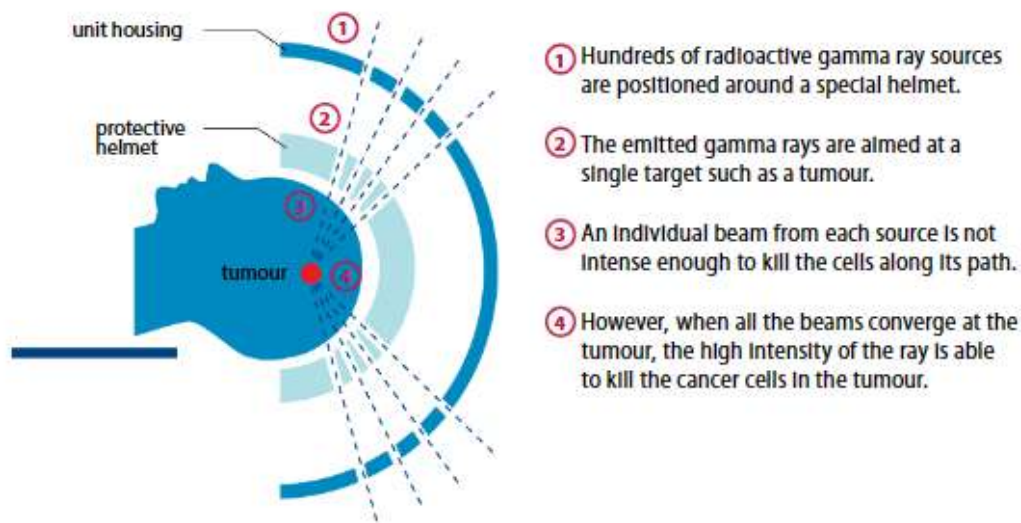 unit housing
protective
helmet
tumour
1
2
3
4
1 Hundreds of radioactive gamma ray sources
are positioned around a special helmet.
2 The emitted gamma rays are aimed at a
single target such as a tumour.
3 An individual beam from each source is not
intense enough to kill the cells along its path.
4 However, when all the beams converge at the
tumour, the high intensity of the ray is able
to kill the cancer cells in the tumour.